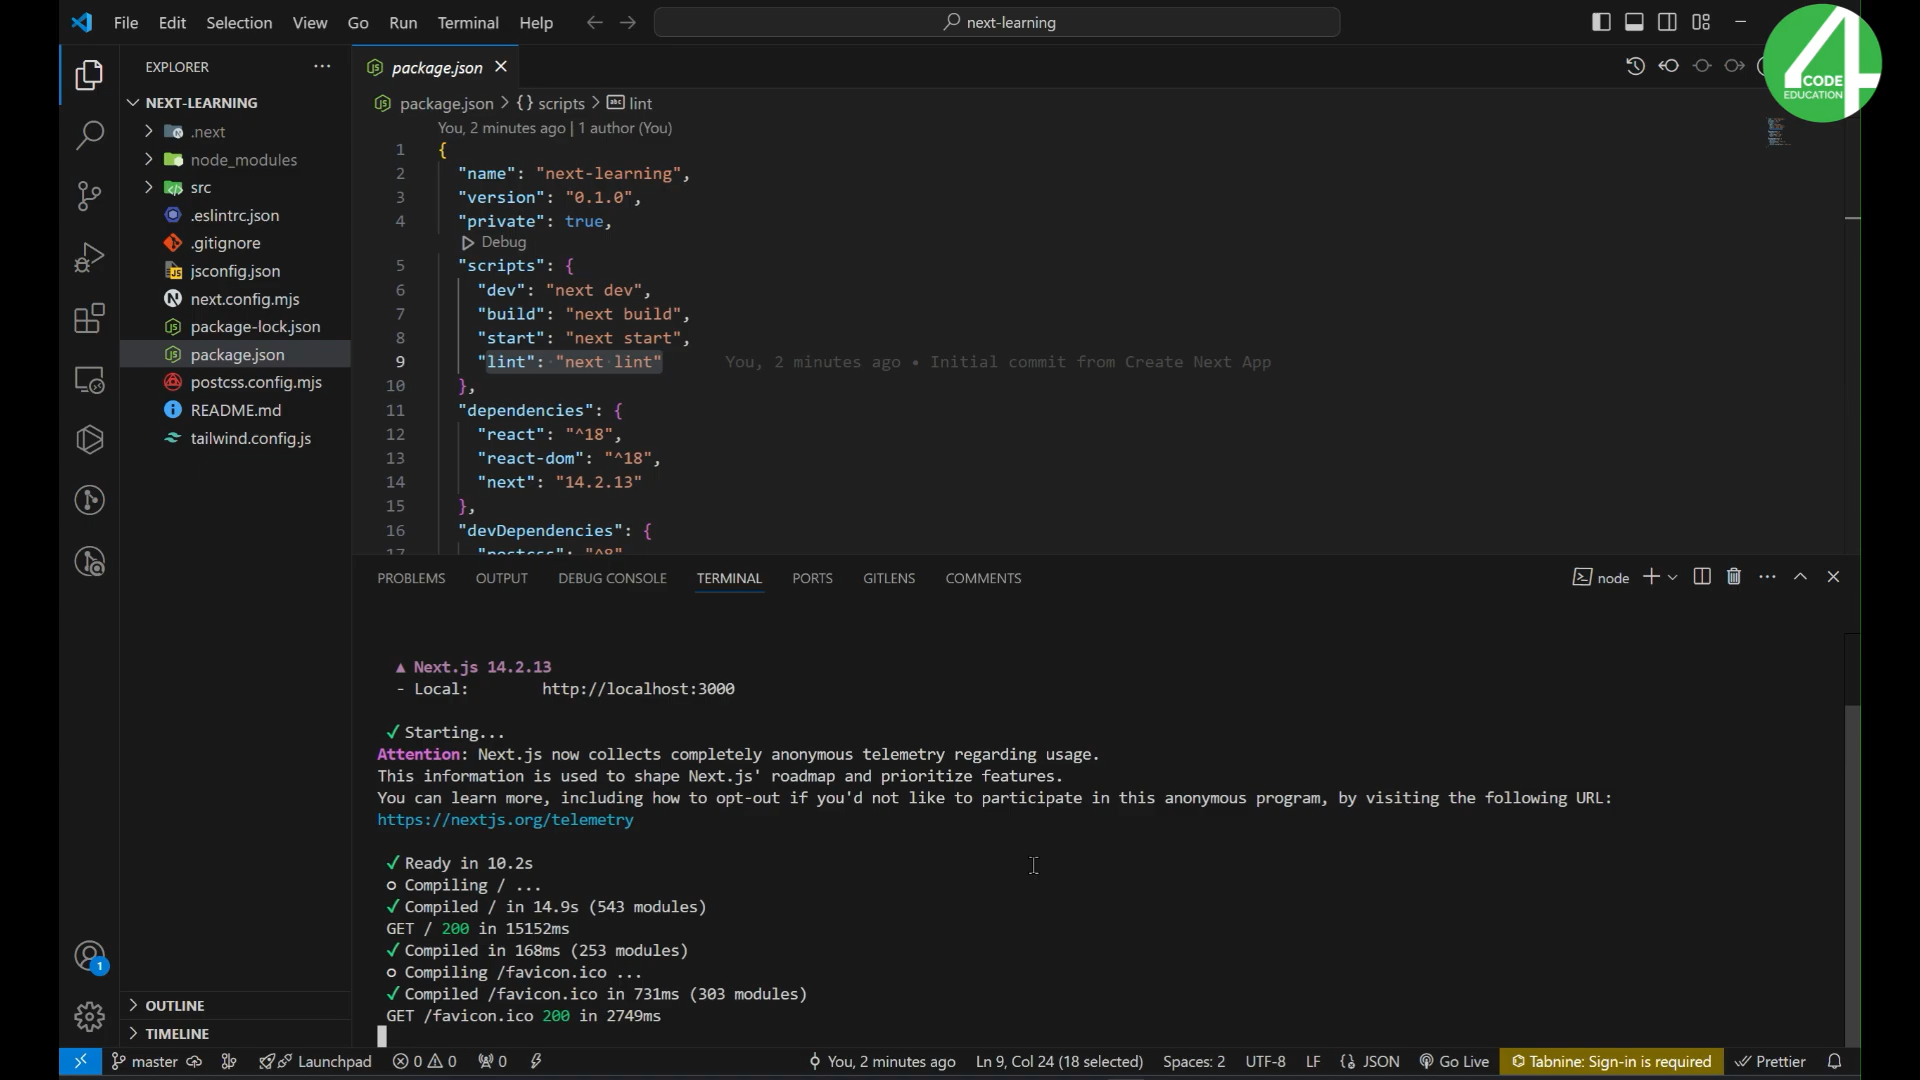 File Edit Selection View Go Run Terminal Help
next-learning
4
CODE
EDUCATION
EXPLORER
NEXT-LEARNING
.next
node_modules
src
.eslintrc.json
.gitignore
jsconfig.json
next.config.mjs
package-lock.json
package.json
postcss.config.mjs
README.md
tailwind.config.js
OUTLINE
TIMELINE
package.json
package.json > {} scripts > abc lint
You, 2 minutes ago | 1 author (You)
1 {
2 "name": "next-learning",
3 "version": "0.1.0",
4 "private": true,
Debug
5 "scripts": {
6 "dev": "next dev",
7 "build": "next build",
8 "start": "next start",
9 "lint": "next lint" You, 2 minutes ago • Initial commit from Create Next App
10 },
11 "dependencies": {
12 "react": "^18",
13 "react-dom": "^18",
14 "next": "14.2.13"
15 },
16 "devDependencies": {
17 "postcss": "^8"
PROBLEMS OUTPUT DEBUG CONSOLE TERMINAL PORTS GITLENS COMMENTS
node
▲ Next.js 14.2.13
- Local: http://localhost:3000
✓ Starting...
Attention: Next.js now collects completely anonymous telemetry regarding usage.
This information is used to shape Next.js' roadmap and prioritize features.
You can learn more, including how to opt-out if you'd not like to participate in this anonymous program, by visiting the following URL:
https://nextjs.org/telemetry
✓ Ready in 10.2s
○ Compiling / ...
✓ Compiled / in 14.9s (543 modules)
GET / 200 in 15152ms
✓ Compiled in 168ms (253 modules)
○ Compiling /favicon.ico ...
✓ Compiled /favicon.ico in 731ms (303 modules)
GET /favicon.ico 200 in 2749ms
1
master Launchpad 0 0 0 You, 2 minutes ago Ln 9, Col 24 (18 selected) Spaces: 2 UTF-8 LF {} JSON Go Live Tabnine: Sign-in is required Prettier